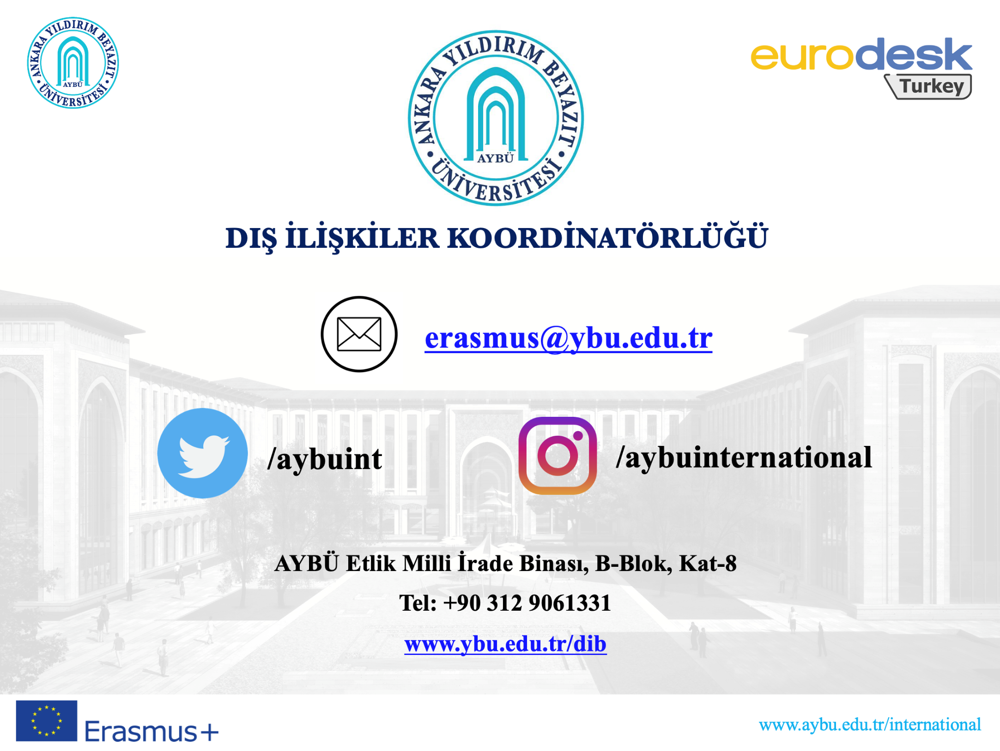 ANKARA YILDIRIM BEYAZIT • ÜNİVERSİTESİ •
AYBÜ
ANKARA YILDIRIM BEYAZIT • ÜNİVERSİTESİ •
AYBÜ
eurodesk
Turkey
DIŞ İLİŞKİLER KOORDİNATÖRLÜĞÜ
erasmus@ybu.edu.tr
/aybuint
/aybuinternational
AYBÜ Etlik Milli İrade Binası, B-Blok, Kat-8
Tel: +90 312 9061331
www.ybu.edu.tr/dib
Erasmus+
www.aybu.edu.tr/international